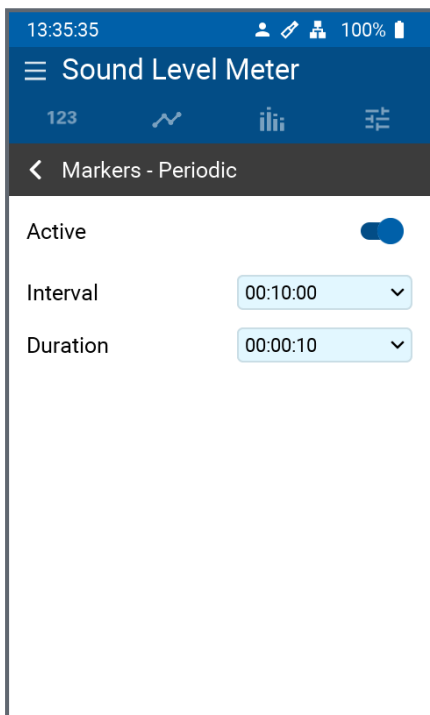 13:35:35 100%
Sound Level Meter
123
Markers - Periodic
Active
Interval 00:10:00
Duration 00:00:10